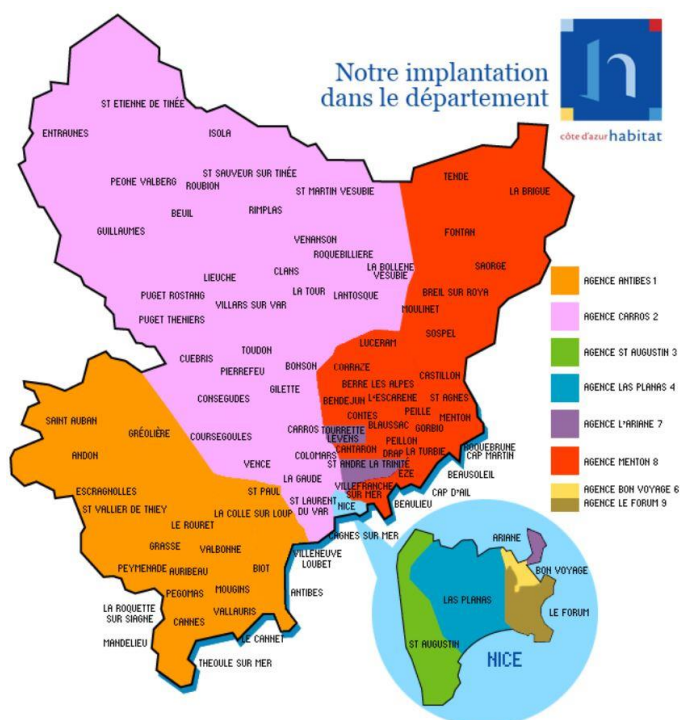 Notre implantation
dans le département
côte d'azur habitat
ST ETIENNE DE TINÉE
ENTRAUNES
ISOLA
ST SAUVEUR SUR TINÉE
PEONE VALBERG
ROUBION
ST MARTIN VESUBIE
BEUIL
RIMPLAS
GUILLAUMES
VENANSON
ROQUEBILLIERE
LA BOLLENE
VESUBIE
CLANS
LIEUCHE
LA TOUR
LANTOSQUE
PUGET ROSTANG
VILLARS SUR VAR
PUGET THENIERS
TOUDON
CUEBRIS
PIERREFEU
BONSON
GILETTE
CONSEGUDES
CARROS
COURSEGOULES
COLOMARS
VENCE
LA GAUDE
ST LAURENT
DU VAR
TENDE
LA BRIGUE
FONTAN
SAORGE
BREIL SUR ROYA
MOULINET
SOSPEL
LUCERAM
COARAZE
CASTILLON
BERRE LES ALPES
BENDEJUN
L'ESCARENE
ST AGNES
CONTES
PEILLE
MENTON
BLAUSSAC
GORBIO
TOURRETTE
LEVENS
PEILLON
CANTARON
DRAP
LA TURBIE
ROQUEBRUNE
CAP MARTIN
ST ANDRE
LA TRINITÉ
EZE
BEAUSOLEIL
VILLEFRANCHE
SUR MER
CAP D'AIL
BEAULIEU
NICE
SAINT AUBAN
GRÉOLIÈRE
ANDON
ESCRAGNOLLES
ST PAUL
ST VALLIER DE THIEY
LA COLLE SUR LOUP
LE ROURET
CAGNES SUR MER
GRASSE
VALBONNE
VILLENEUVE
LOUBET
PEYMENADE
AURIBEAU
BIOT
PEGOMAS
MOUGINS
ANTIBES
LA ROQUETTE
SUR SIAGNE
VALLAURIS
CANNES
MANDELIEU
LE CANNET
THEOULE SUR MER
AGENCE ANTIBES 1
AGENCE CARROS 2
AGENCE ST AUGUSTIN 3
AGENCE LAS PLANAS 4
AGENCE L'ARIANE 7
AGENCE MENTON 8
AGENCE BON VOYAGE 6
AGENCE LE FORUM 9
ARIANE
BON VOYAGE
LAS PLANAS
LE FORUM
ST AUGUSTIN
NICE